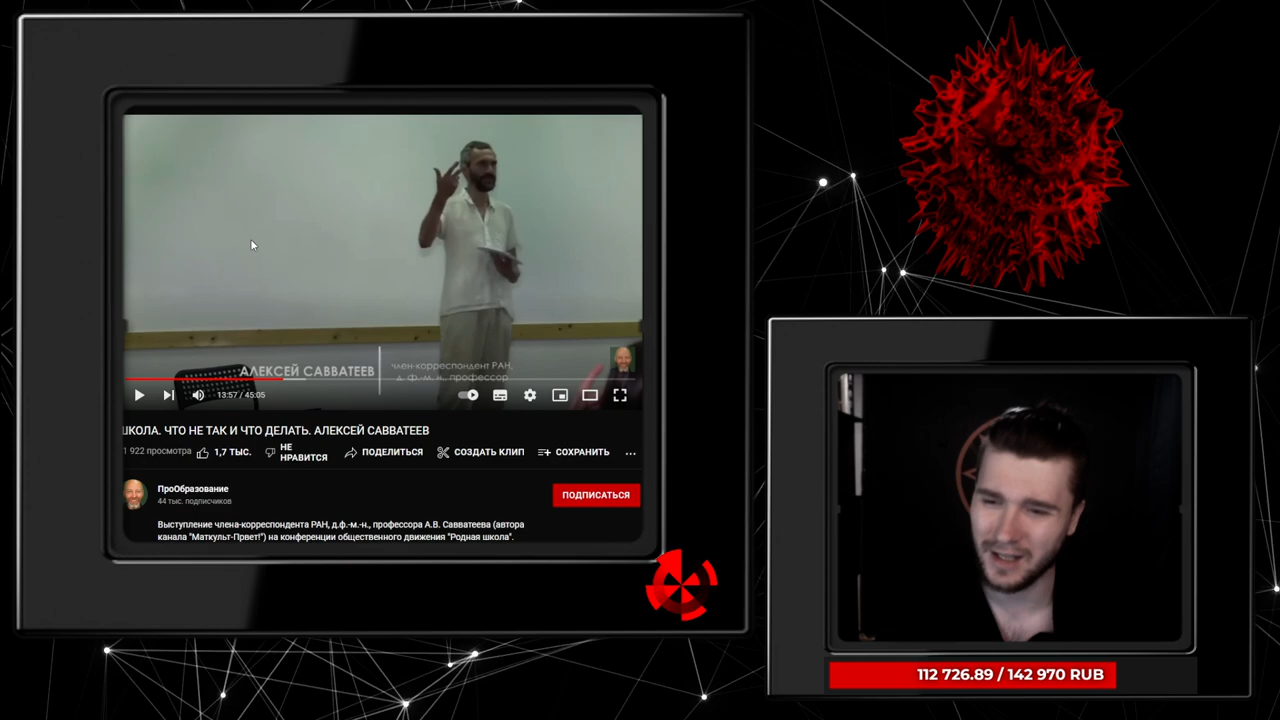 АЛЕКСЕЙ САВВАТЕЕВ
член-корреспондент РАН,
д. ф.-м. н., профессор
13:57 / 45:05
ШКОЛА. ЧТО НЕ ТАК И ЧТО ДЕЛАТЬ. АЛЕКСЕЙ САВВАТЕЕВ
1 922 просмотра 1,7 ТЫС. НЕ НРАВИТСЯ ПОДЕЛИТЬСЯ СОЗДАТЬ КЛИП СОХРАНИТЬ
ПроОбразование
44 тыс. подписчиков
ПОДПИСАТЬСЯ
Выступление члена-корреспондента РАН, д.ф.-м.н., профессора А.В. Савватеева (автора
канала "Маткульт-Првет!") на конференции общественного движения "Родная школа".
112 726.89 / 142 970 RUB